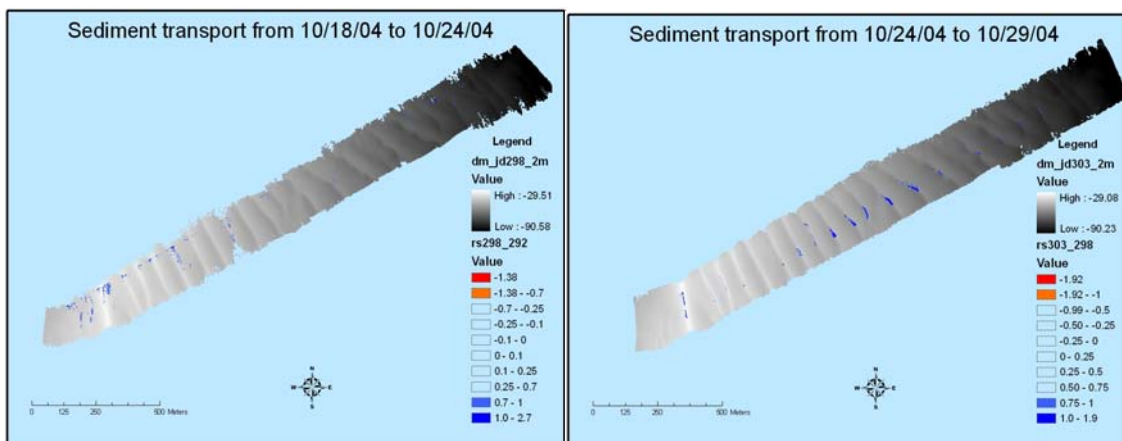 Sediment transport from 10/18/04 to 10/24/04
Legend
dm_jd298_2m
Value
High : -29.51
Low : -90.58
rs298_292
Value
-1.38
-1.38 - -0.7
-0.7 - -0.25
-0.25 - -0.1
-0.1 - 0
0 - 0.1
0.1 - 0.25
0.25 - 0.7
0.7 - 1
1.0 - 2.7
N
W E
S
0 125 250 500 Meters
Sediment transport from 10/24/04 to 10/29/04
Legend
dm_jd303_2m
Value
High : -29.08
Low : -90.23
rs303_298
Value
-1.92
-1.92 - -1
-0.99 - -0.5
-0.50 - -0.25
-0.25 - 0
0 - 0.25
0.25 - 0.5
0.50 - 0.75
0.75 - 1
1.0 - 1.9
N
W E
S
0 125 250 500 Meters